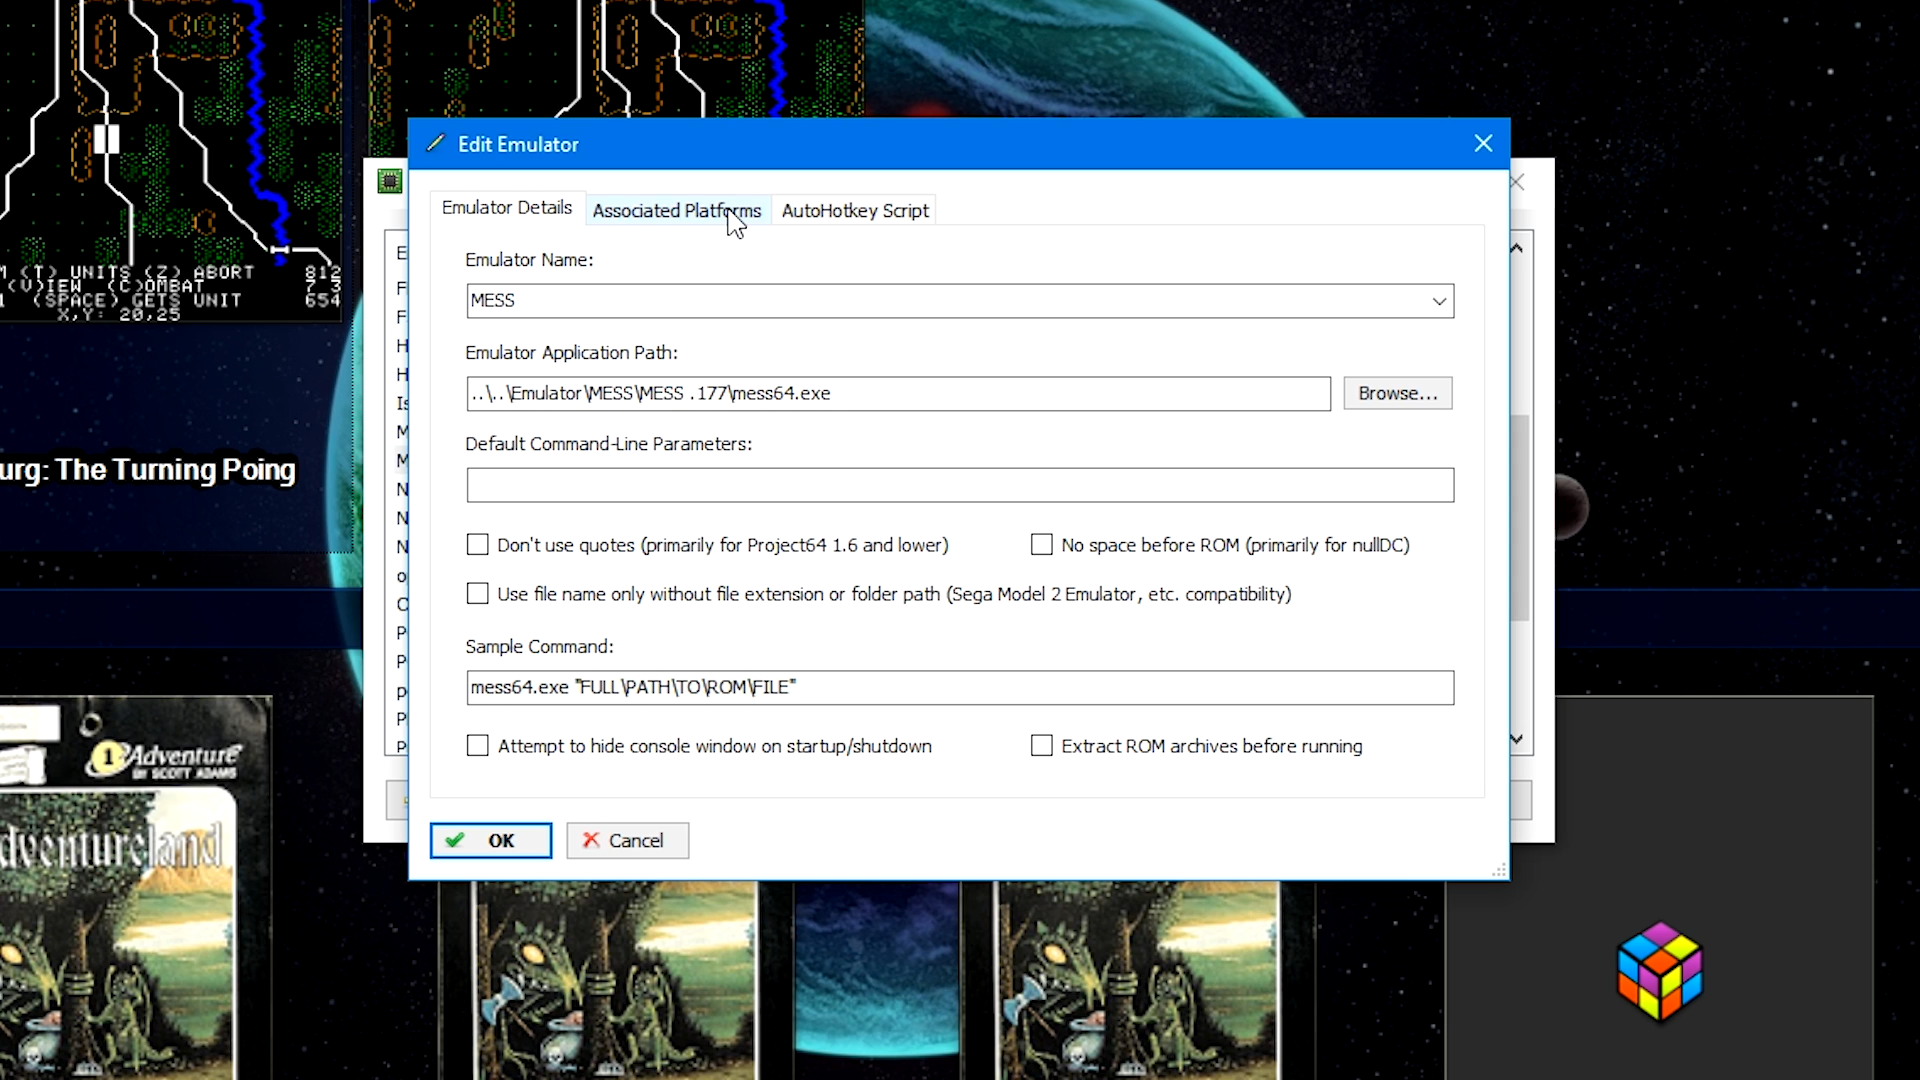 (T) UNITS (Z) ABORT 812
(V)IEW (C)OMBAT 7 3
(SPACE) GETS UNIT 654
X,Y: 20,25
urg: The Turning Poing
Edit Emulator
Emulator Details
Associated Platforms
AutoHotkey Script
Emulator Name:
MESS
Emulator Application Path:
..\..\Emulator\MESS\MESS .177\mess64.exe
Browse...
Default Command-Line Parameters:
Don't use quotes (primarily for Project64 1.6 and lower)
No space before ROM (primarily for nullDC)
Use file name only without file extension or folder path (Sega Model 2 Emulator, etc. compatibility)
Sample Command:
mess64.exe "FULL\PATH\TO\ROM\FILE"
Attempt to hide console window on startup/shutdown
Extract ROM archives before running
OK
Cancel
1 Adventure
BY SCOTT ADAMS
dventureland